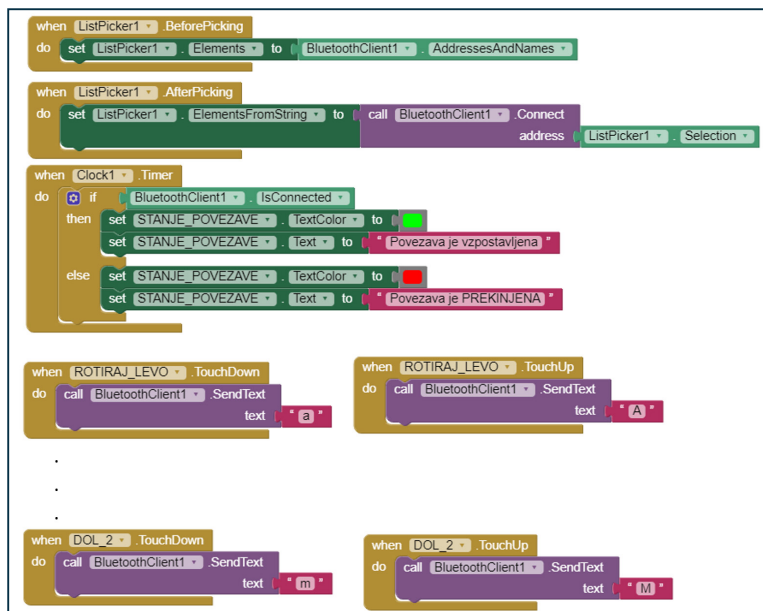 when ListPicker1 .BeforePicking
do set ListPicker1 . Elements to BluetoothClient1 . AddressesAndNames
when ListPicker1 .AfterPicking
do set ListPicker1 . ElementsFromString to call BluetoothClient1 .Connect
address ListPicker1 . Selection
when Clock1 .Timer
do if BluetoothClient1 . IsConnected
then set STANJE_POVEZAVE . TextColor to
set STANJE_POVEZAVE . Text to " Povezava je vzpostavljena "
else set STANJE_POVEZAVE . TextColor to
set STANJE_POVEZAVE . Text to " Povezava je PREKINJENA "
when ROTIRAJ_LEVO .TouchDown
do call BluetoothClient1 .SendText
text " a "
when ROTIRAJ_LEVO .TouchUp
do call BluetoothClient1 .SendText
text " A "
.
.
.
when DOL_2 .TouchDown
do call BluetoothClient1 .SendText
text " m "
when DOL_2 .TouchUp
do call BluetoothClient1 .SendText
text " M "